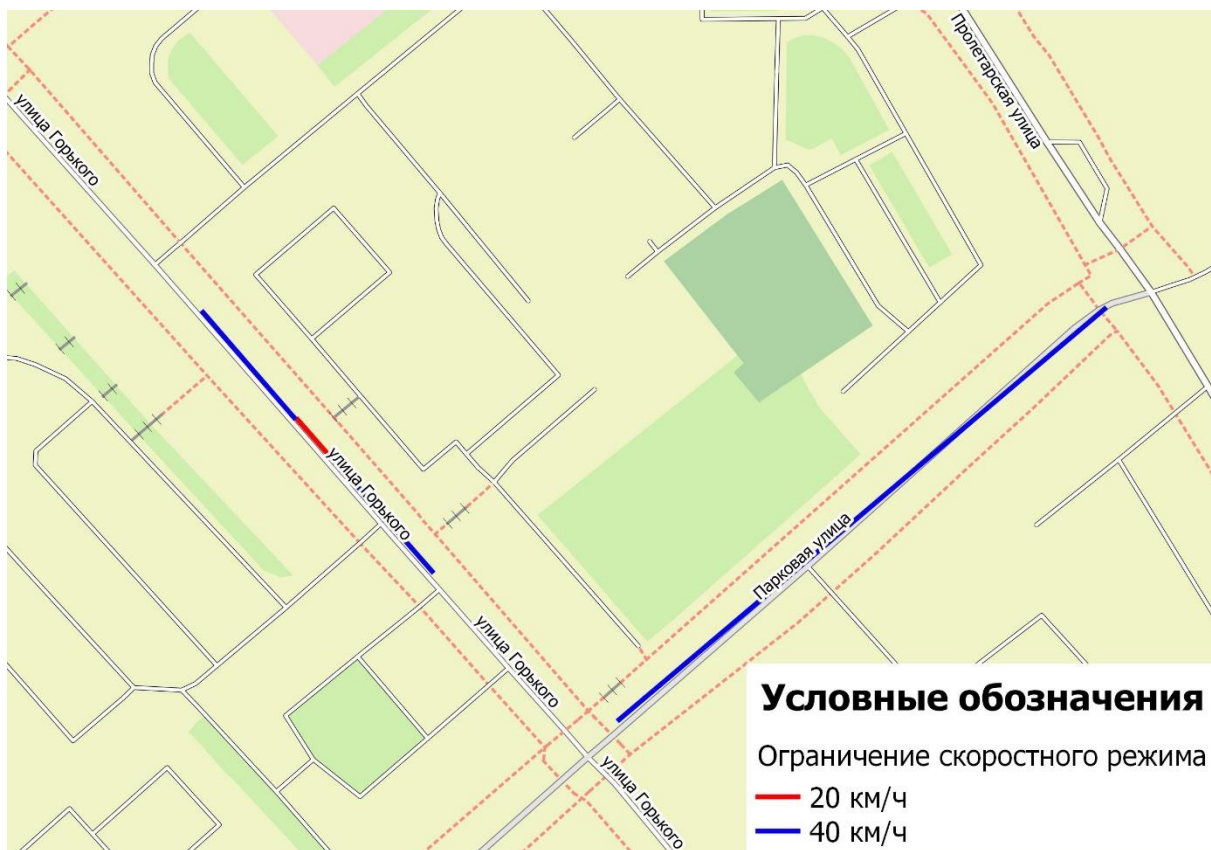 улица Горького
Пролетарская улица
улица Горького
Парковая улица
улица Горького
улица Горького
Условные обозначения
Ограничение скоростного режима
20 км/ч
40 км/ч